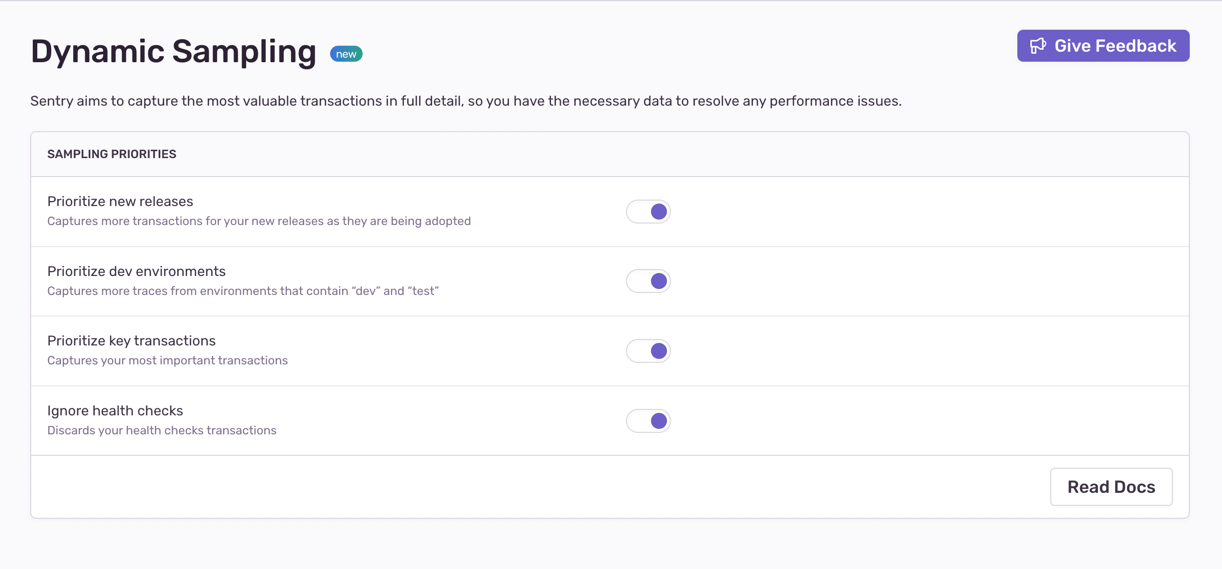 Dynamic Sampling new
Give Feedback
Sentry aims to capture the most valuable transactions in full detail, so you have the necessary data to resolve any performance issues.
SAMPLING PRIORITIES
Prioritize new releases
Captures more transactions for your new releases as they are being adopted
Prioritize dev environments
Captures more traces from environments that contain “dev” and “test”
Prioritize key transactions
Captures your most important transactions
Ignore health checks
Discards your health checks transactions
Read Docs